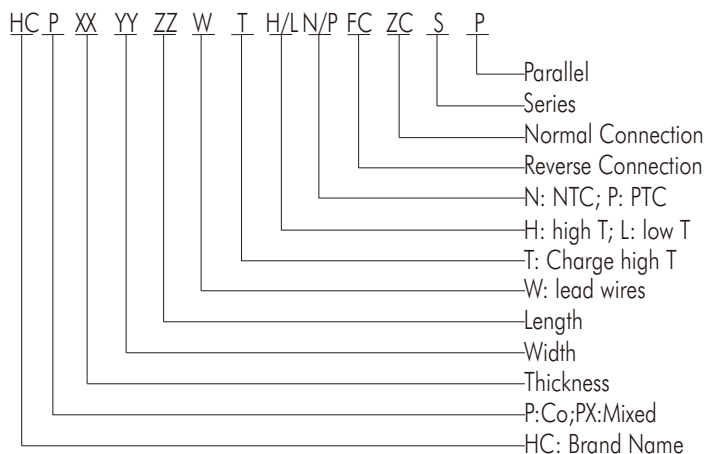 HC P XX YY ZZ W T H/L N/P FC ZC S P
Parallel
Series
Normal Connection
Reverse Connection
N: NTC; P: PTC
H: high T; L: low T
T: Charge high T
W: lead wires
Length
Width
Thickness
P:Co;PX:Mixed
HC: Brand Name